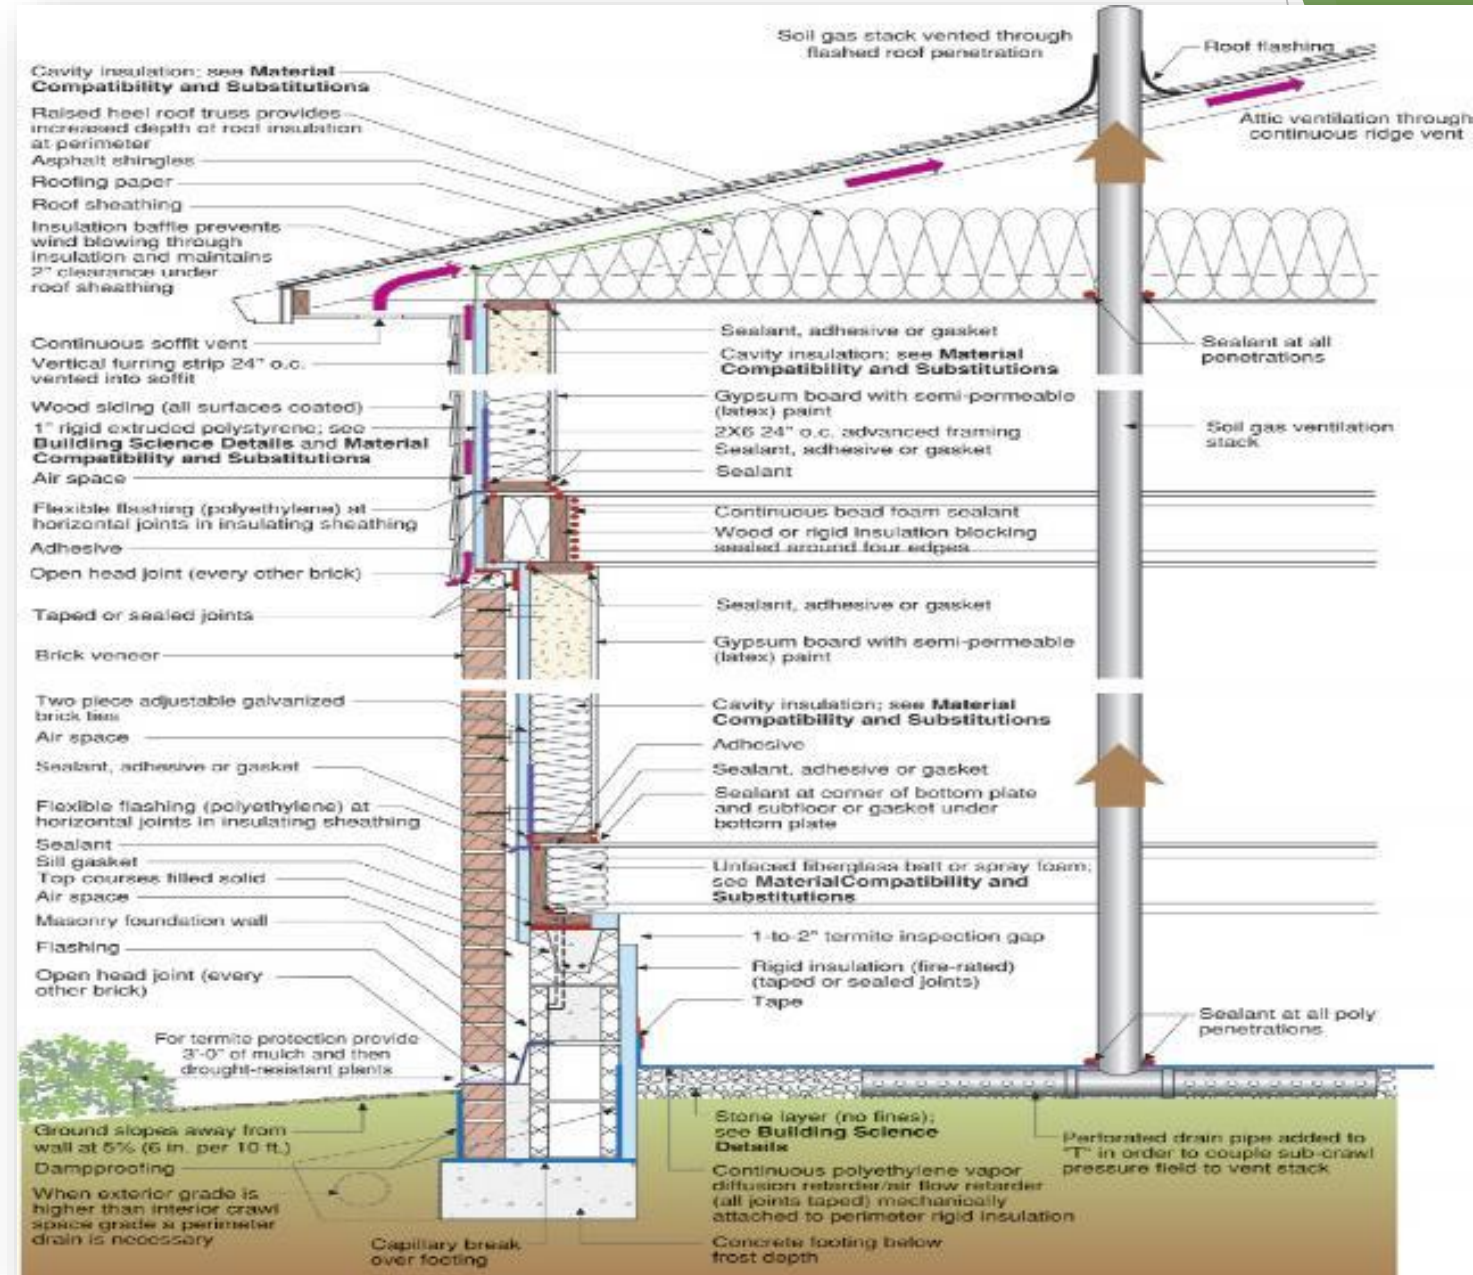 Cavity insulation; see Material
Compatibility and Substitutions
Raised heel roof truss provides
increased depth of roof insulation
at perimeter
Asphalt shingles
Roofing paper
Roof sheathing
Insulation baffle prevents
wind blowing through
insulation and maintains
2" clearance under
roof sheathing
Continuous soffit vent
Vertical furring strip 24" o.c.
vented into soffit
Wood siding (all surfaces coated)
1" rigid extruded polystyrene; see
Building Science Details and Material
Compatibility and Substitutions
Air space
Flexible flashing (polyethylene) at
horizontal joints in insulating sheathing
Adhesive
Open head joint (every other brick)
Taped or sealed joints
Brick veneer
Two piece adjustable galvanized
brick ties
Air space
Sealant, adhesive or gasket
Flexible flashing (polyethylene) at
horizontal joints in insulating sheathing
Sealant
Sill gasket
Top courses filled solid
Air space
Masonry foundation wall
Flashing
Open head joint (every
other brick)
For termite protection provide
3'-0" of mulch and then
drought-resistant plants
Ground slopes away from
wall at 5% (6 in. per 10 ft.)
Dampproofing
When exterior grade is
higher than interior crawl
space grade a perimeter
drain is necessary
Capillary break
over footing
Soil gas stack vented through
flashed roof penetration
Roof flashing
Attic ventilation through
continuous ridge vent
Sealant, adhesive or gasket
Cavity insulation; see Material
Compatibility and Substitutions
Gypsum board with semi-permeable
(latex) paint
2X6 24" o.c. advanced framing
Sealant, adhesive or gasket
Sealant
Continuous bead foam sealant
Wood or rigid insulation blocking
sealed around four edges
Sealant, adhesive or gasket
Gypsum board with semi-permeable
(latex) paint
Cavity insulation; see Material
Compatibility and Substitutions
Adhesive
Sealant, adhesive or gasket
Sealant at corner of bottom plate
and subfloor or gasket under
bottom plate
Unfaced fiberglass batt or spray foam;
see MaterialCompatibility and
Substitutions
1-to-2" termite inspection gap
Rigid insulation (fire-rated)
(taped or sealed joints)
Tape
Stone layer (no fines);
see Building Science
Details
Continuous polyethylene vapor
diffusion retarder/air flow retarder
(all joints taped) mechanically
attached to perimeter rigid insulation
Concrete footing below
frost depth
Sealant at all
penetrations
Soil gas ventilation
stack
Sealant at all poly
penetrations
Perforated drain pipe added to
"T" in order to couple sub-crawl
pressure field to vent stack